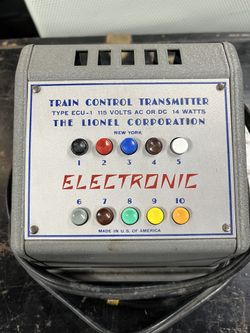 TRAIN CONTROL TRANSMITTER
TYPE ECU-1 115 VOLTS AC OR DC 14 WATTS
THE LIONEL CORPORATION
NEW YORK
1 2 3 4 5
ELECTRONIC
6 7 8 9 10
MADE IN U.S. OF AMERICA